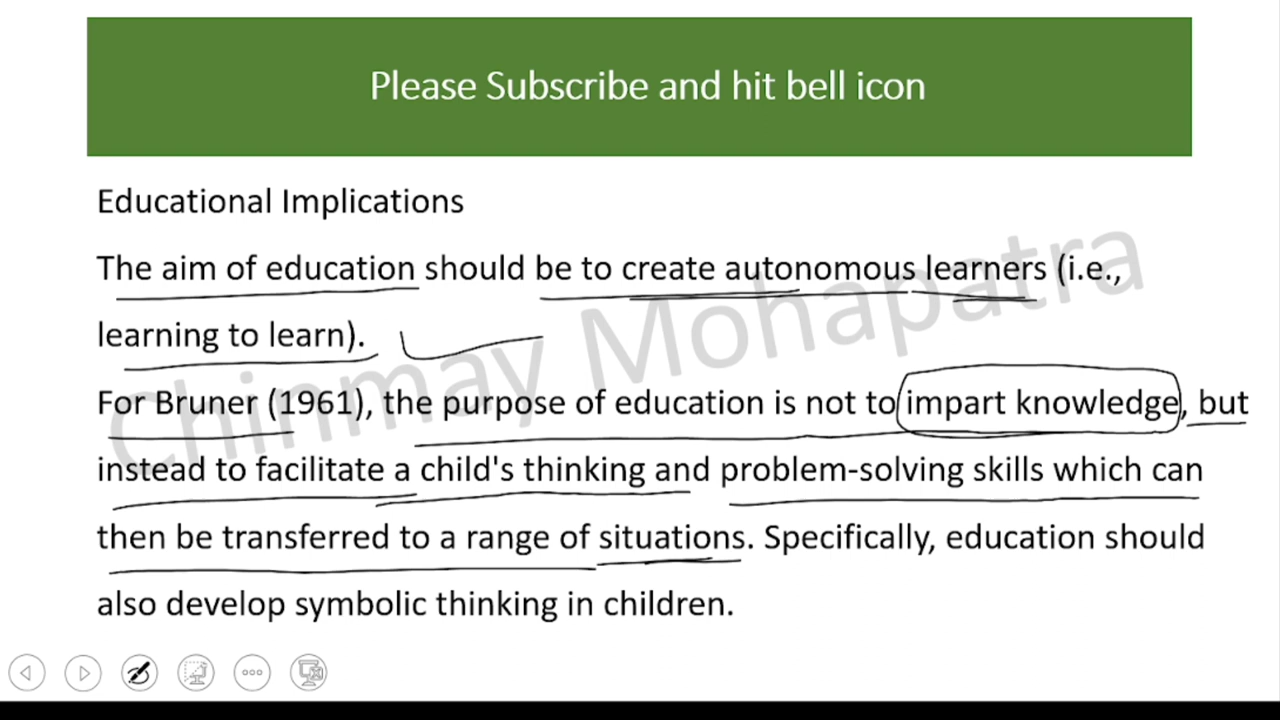 Please Subscribe and hit bell icon
Educational Implications
The aim of education should be to create autonomous learners (i.e.,
learning to learn).
For Bruner (1961), the purpose of education is not to impart knowledge, but
instead to facilitate a child's thinking and problem-solving skills which can
then be transferred to a range of situations. Specifically, education should
also develop symbolic thinking in children.
Chinmay Mohapatra